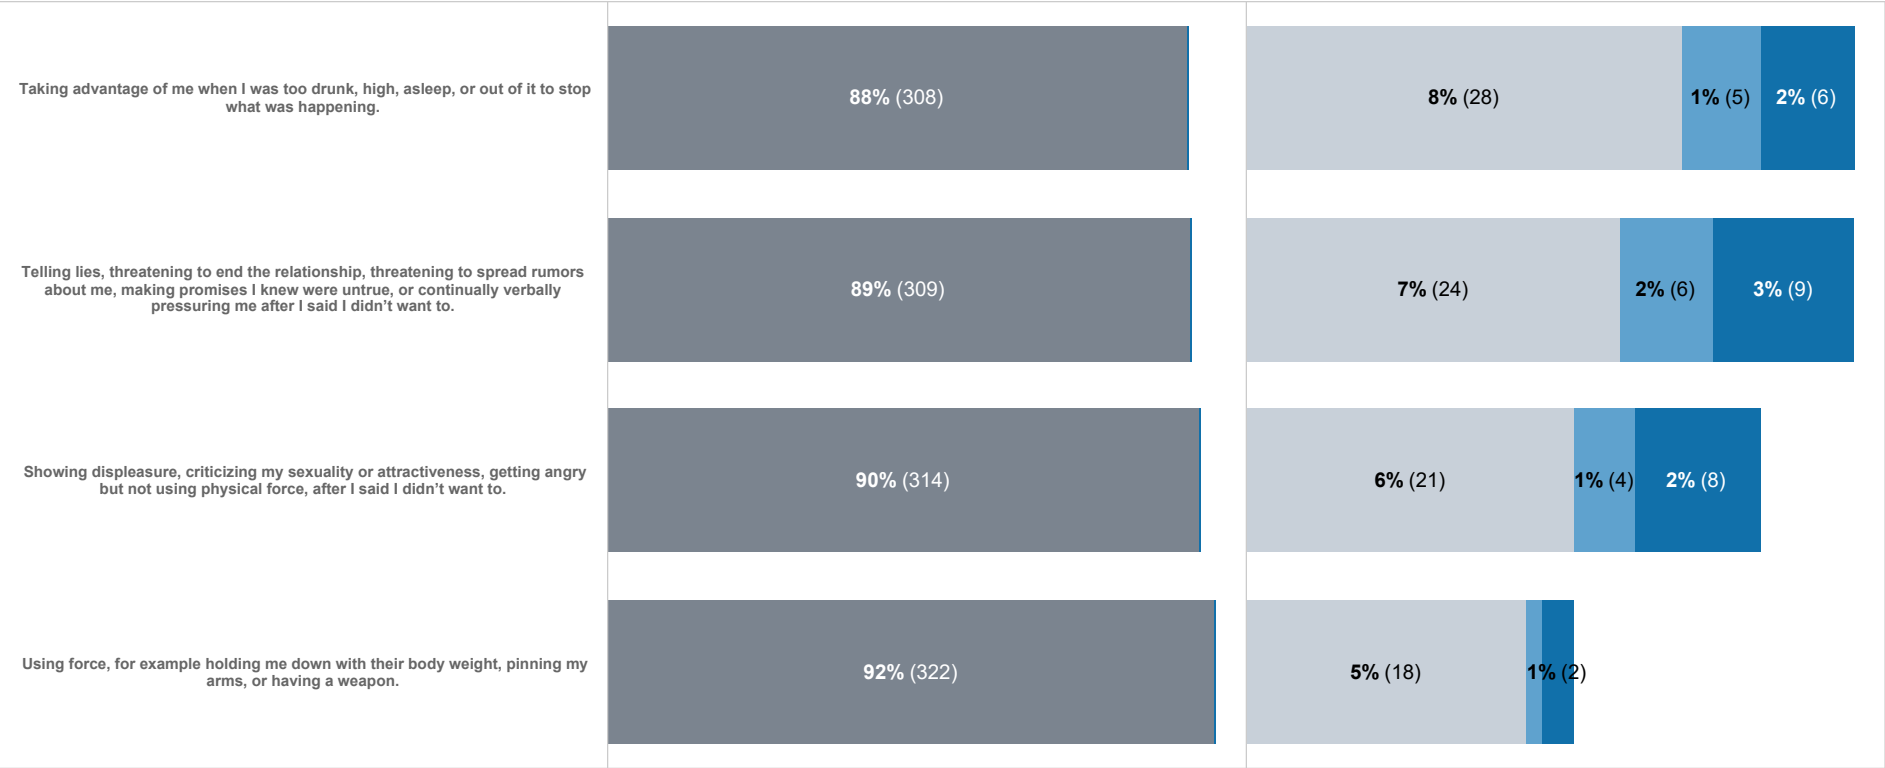 Taking advantage of me when I was too drunk, high, asleep, or out of it to stop
what was happening.
88% (308)
8% (28)
1% (5)
2% (6)
Telling lies, threatening to end the relationship, threatening to spread rumors
about me, making promises I knew were untrue, or continually verbally
pressuring me after I said I didn’t want to.
89% (309)
7% (24)
2% (6)
3% (9)
Showing displeasure, criticizing my sexuality or attractiveness, getting angry
but not using physical force, after I said I didn’t want to.
90% (314)
6% (21)
1% (4)
2% (8)
Using force, for example holding me down with their body weight, pinning my
arms, or having a weapon.
92% (322)
5% (18)
1% (2)